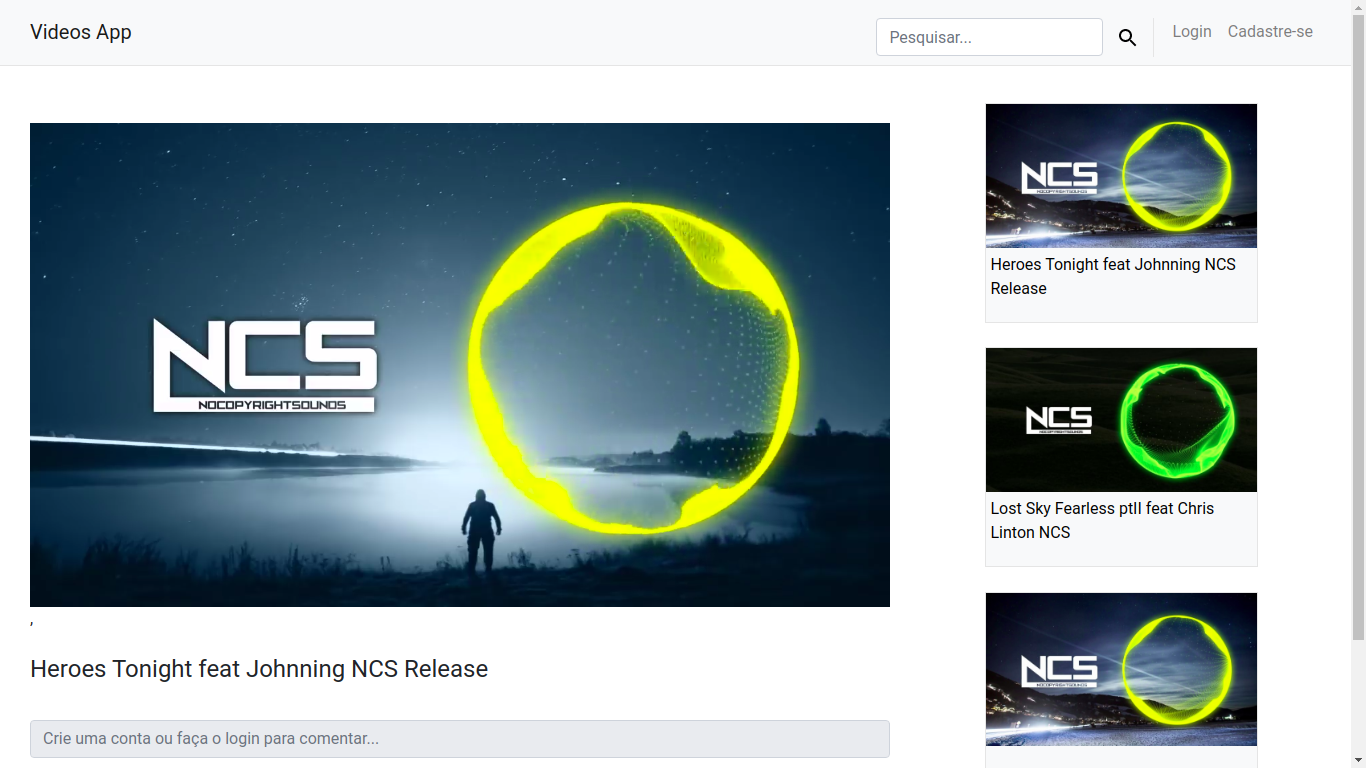 Videos App
Pesquisar...
Login
Cadastre-se
NCS
NOCOPYRIGHTSOUNDS
,
Heroes Tonight feat Johnning NCS Release
Crie uma conta ou faça o login para comentar...
NCS
NOCOPYRIGHTSOUNDS
Heroes Tonight feat Johnning NCS
Release
NCS
NOCOPYRIGHTSOUNDS
Lost Sky Fearless ptII feat Chris
Linton NCS
NCS
NOCOPYRIGHTSOUNDS